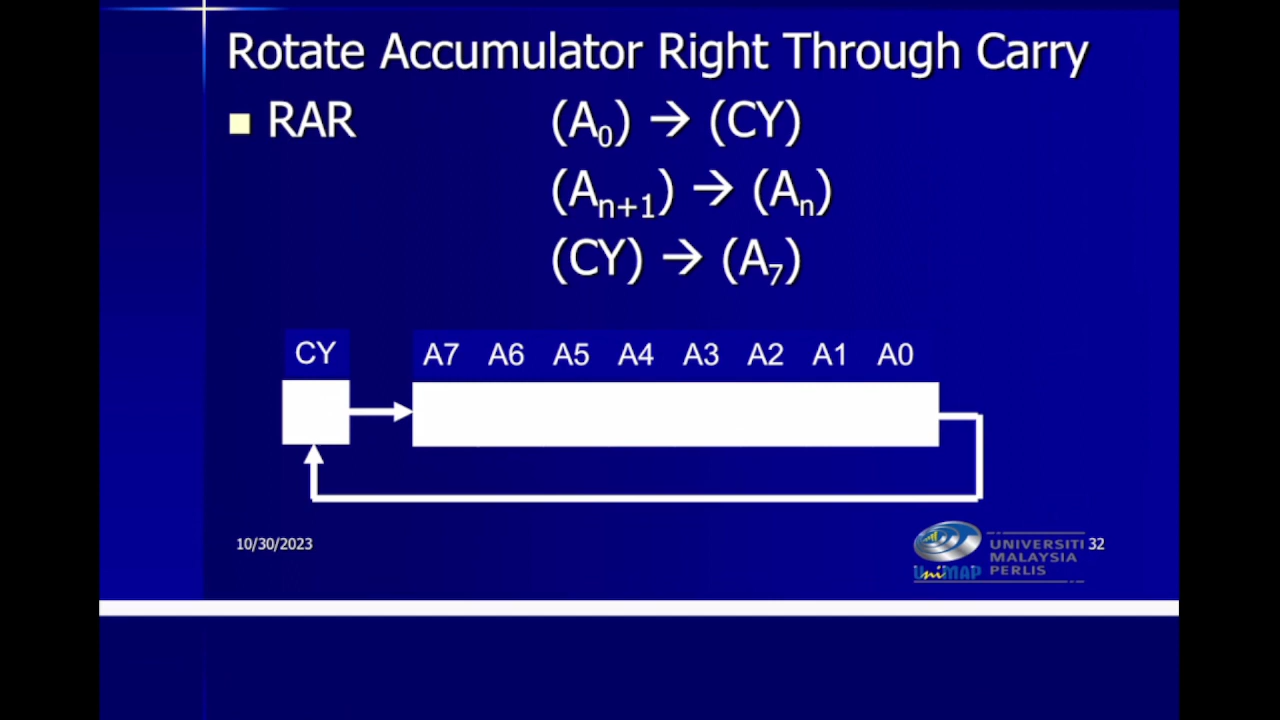 Rotate Accumulator Right Through Carry
RAR (A0) → (CY)
(An+1) → (An)
(CY) → (A7)
CY A7 A6 A5 A4 A3 A2 A1 A0
10/30/2023
UniMAP
UNIVERSITI
MALAYSIA
PERLIS
32